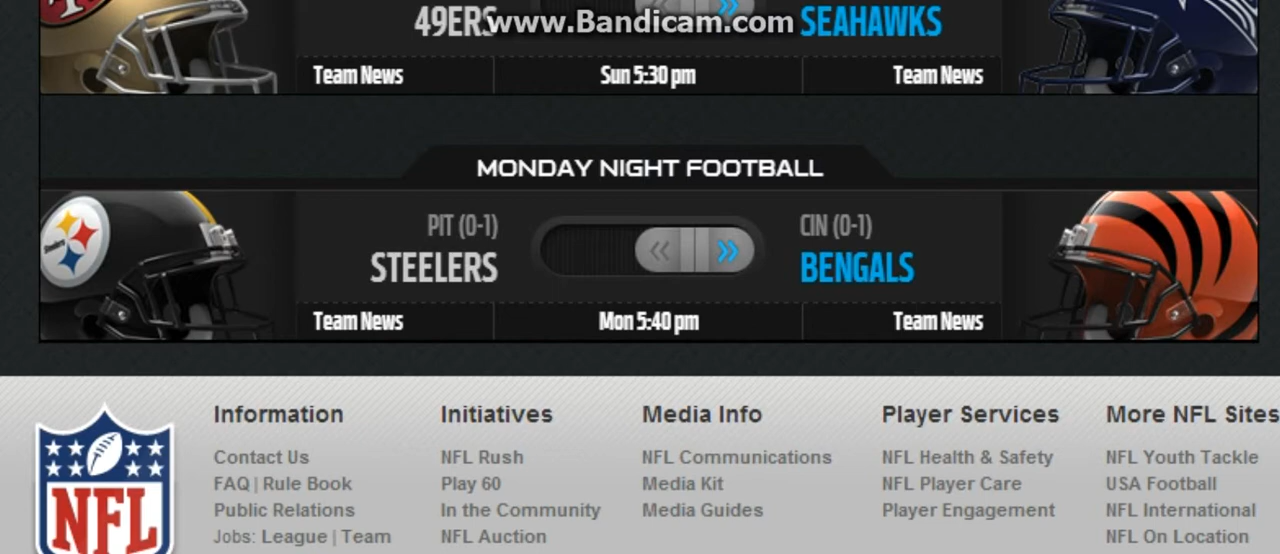 49ERS
www.Bandicam.com
SEAHAWKS
Team News
Sun 5:30 pm
Team News
MONDAY NIGHT FOOTBALL
PIT (0-1)
CIN (0-1)
Steelers
STEELERS
BENGALS
Team News
Mon 5:40 pm
Team News
Information
Initiatives
Media Info
Player Services
More NFL Sites
Contact Us
NFL Rush
NFL Communications
NFL Health & Safety
NFL Youth Tackle
FAQ | Rule Book
Play 60
Media Kit
NFL Player Care
USA Football
Public Relations
In the Community
Media Guides
Player Engagement
NFL International
Jobs: League | Team
NFL Auction
NFL On Location
NFL